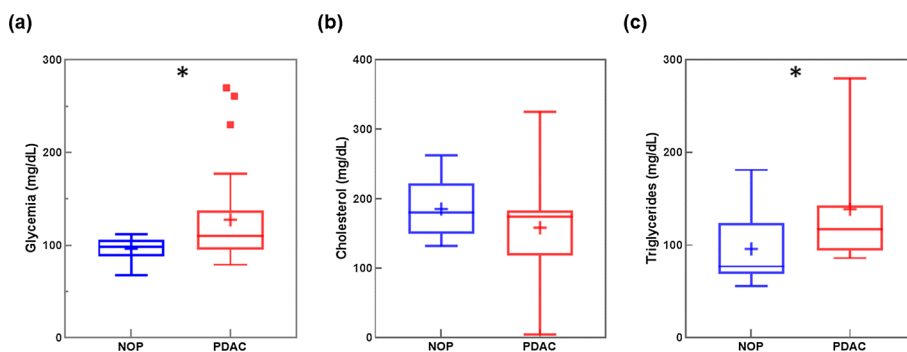 (a)
(b)
(c)
300
200
100
0
Glycemia (mg/dL)
*
NOP
PDAC
400
300
200
100
0
Cholesterol (mg/dL)
NOP
PDAC
300
200
100
0
Triglycerides (mg/dL)
*
NOP
PDAC